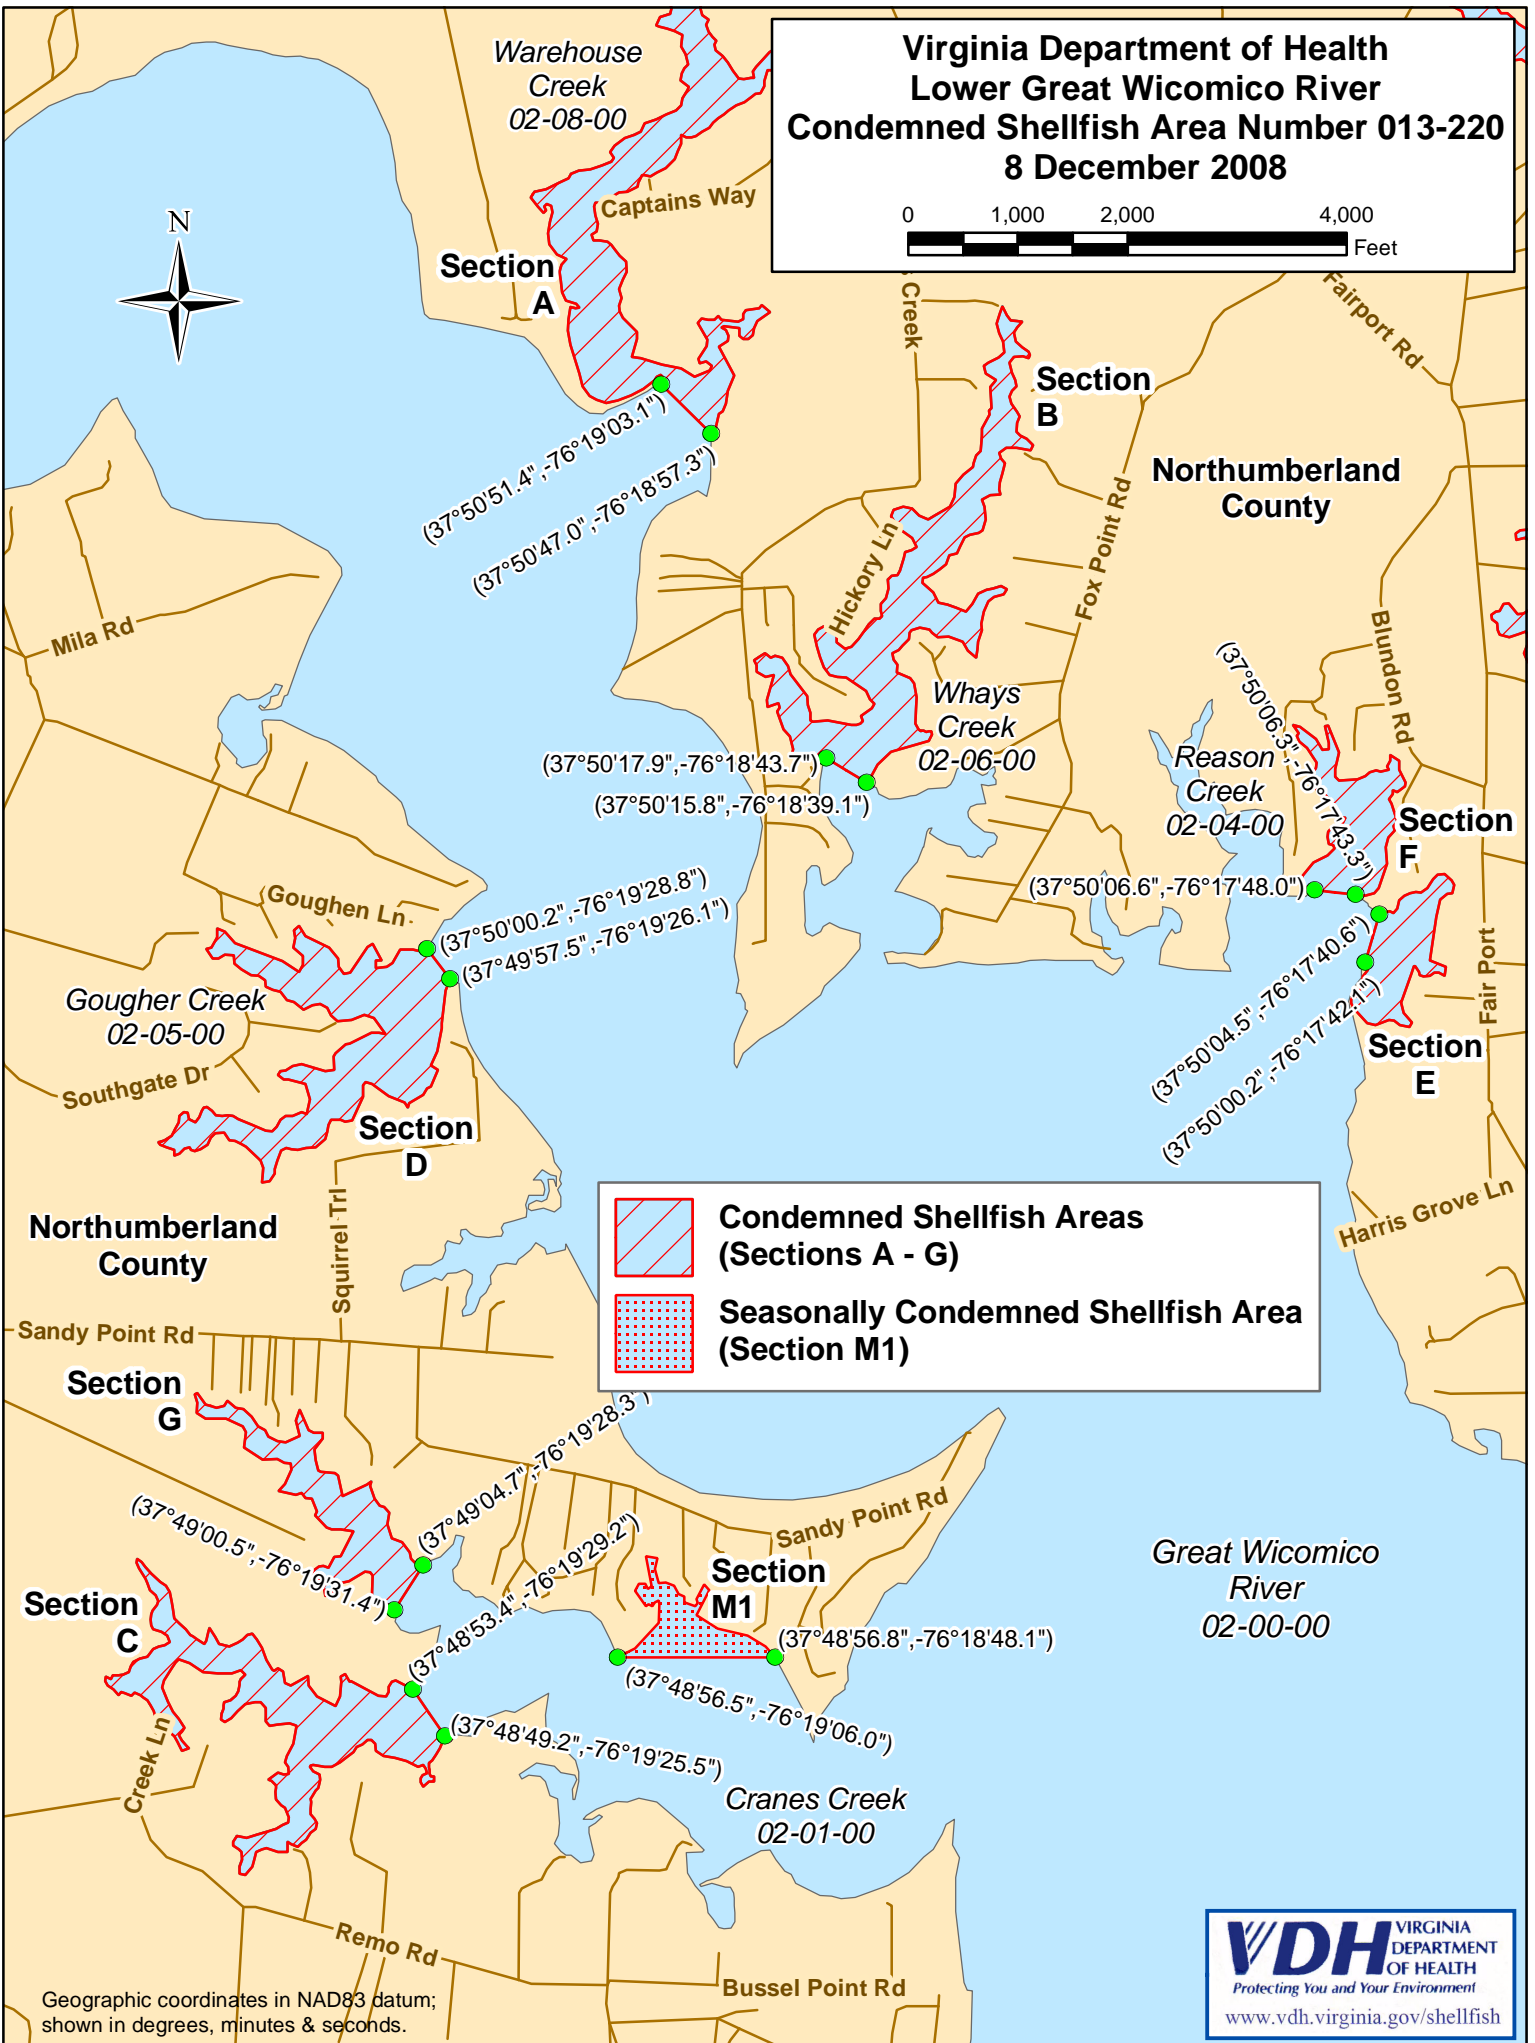 Virginia Department of Health
Lower Great Wicomico River
Condemned Shellfish Area Number 013-220
8 December 2008
0 1,000 2,000 4,000
Feet
Warehouse
Creek
02-08-00
N
Captains Way
Section
A
s Creek
Fairport Rd
Section
B
(37°50'51.4",-76°19'03.1")
(37°50'47.0",-76°18'57.3")
Northumberland
County
Fox Point Rd
Hickory Ln
Mila Rd
Blundon Rd
Whays
Creek
02-06-00
(37°50'17.9",-76°18'43.7")
(37°50'15.8",-76°18'39.1")
(37°50'06.3",-76°17'43.3")
Reason
Creek
02-04-00
Section
F
(37°50'06.6",-76°17'48.0")
Goughen Ln
(37°50'00.2",-76°19'28.8")
(37°49'57.5",-76°19'26.1")
Gougher Creek
02-05-00
Fair Port
(37°50'04.5",-76°17'40.6")
(37°50'00.2",-76°17'42.1")
Section
E
Southgate Dr
Section
D
Harris Grove Ln
Northumberland
County
Squirrel Trl
Condemned Shellfish Areas
(Sections A - G)
Seasonally Condemned Shellfish Area
(Section M1)
Sandy Point Rd
Section
G
(37°49'04.7",-76°19'28.3")
(37°49'00.5",-76°19'31.4")
Sandy Point Rd
Section
M1
Great Wicomico
River
02-00-00
Section
C
(37°48'53.4",-76°19'29.2")
(37°48'56.8",-76°18'48.1")
(37°48'56.5",-76°19'06.0")
(37°48'49.2",-76°19'25.5")
Creek Ln
Cranes Creek
02-01-00
Remo Rd
Bussel Point Rd
Geographic coordinates in NAD83 datum;
shown in degrees, minutes & seconds.
VDH VIRGINIA
DEPARTMENT
OF HEALTH
Protecting You and Your Environment
www.vdh.virginia.gov/shellfish